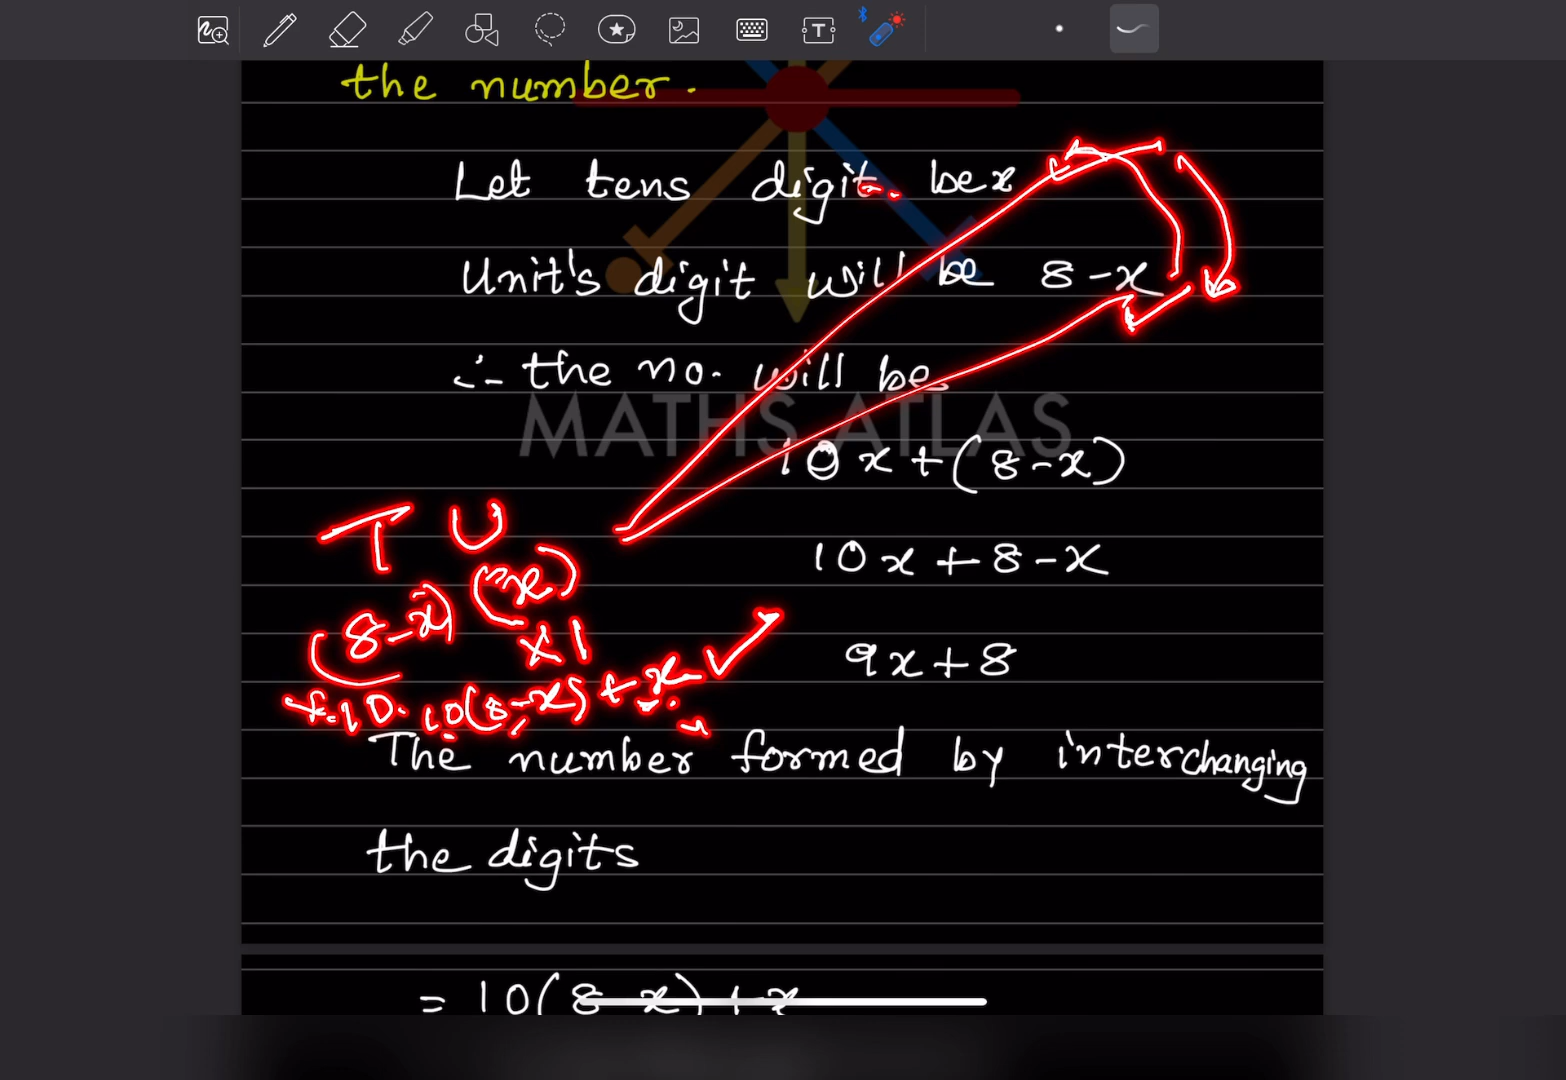 the number.
Let tens digit. be x
Unit's digit will be 8-x
∴ the no. will be
MATHS ATLAS
10x+(8-x)
10x+8-x
T U
(8-x) (x)
x1
9x+8
x10. 10(8-x)+x
The number formed by interchanging
the digits
= 10(8-x)+x